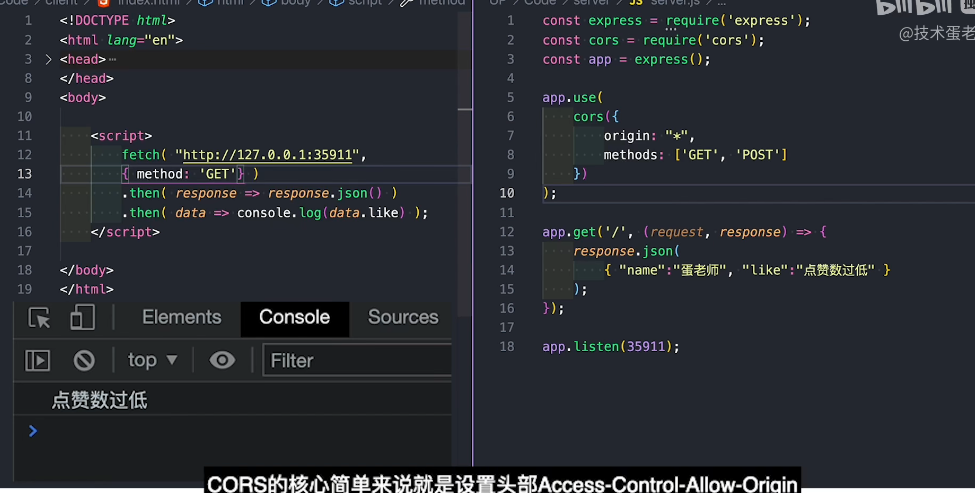 Code > client > index.html > html > body > script > method
1 <!DOCTYPE html>
2 <html lang="en">
3 <head>…
8 </head>
9 <body>
10
11 <script>
12 fetch( "http://127.0.0.1:35911",
13 { method: 'GET'} )
14 .then( response => response.json() )
15 .then( data => console.log(data.like) );
16 </script>
17
18 </body>
19 </html>
Elements Console Sources
top ▼ Filter
点赞数过低
>
UP > Code > server > JS server.js > ...
bilibili
@技术蛋老
1 const express = require('express');
2 const cors = require('cors');
3 const app = express();
4
5 app.use(
6 cors({
7 origin: "*",
8 methods: ['GET', 'POST']
9 })
10 );
11
12 app.get('/', (request, response) => {
13 response.json(
14 { "name":"蛋老师", "like":"点赞数过低" }
15 );
16 });
17
18 app.listen(35911);
CORS的核心简单来说就是设置头部Access-Control-Allow-Origin